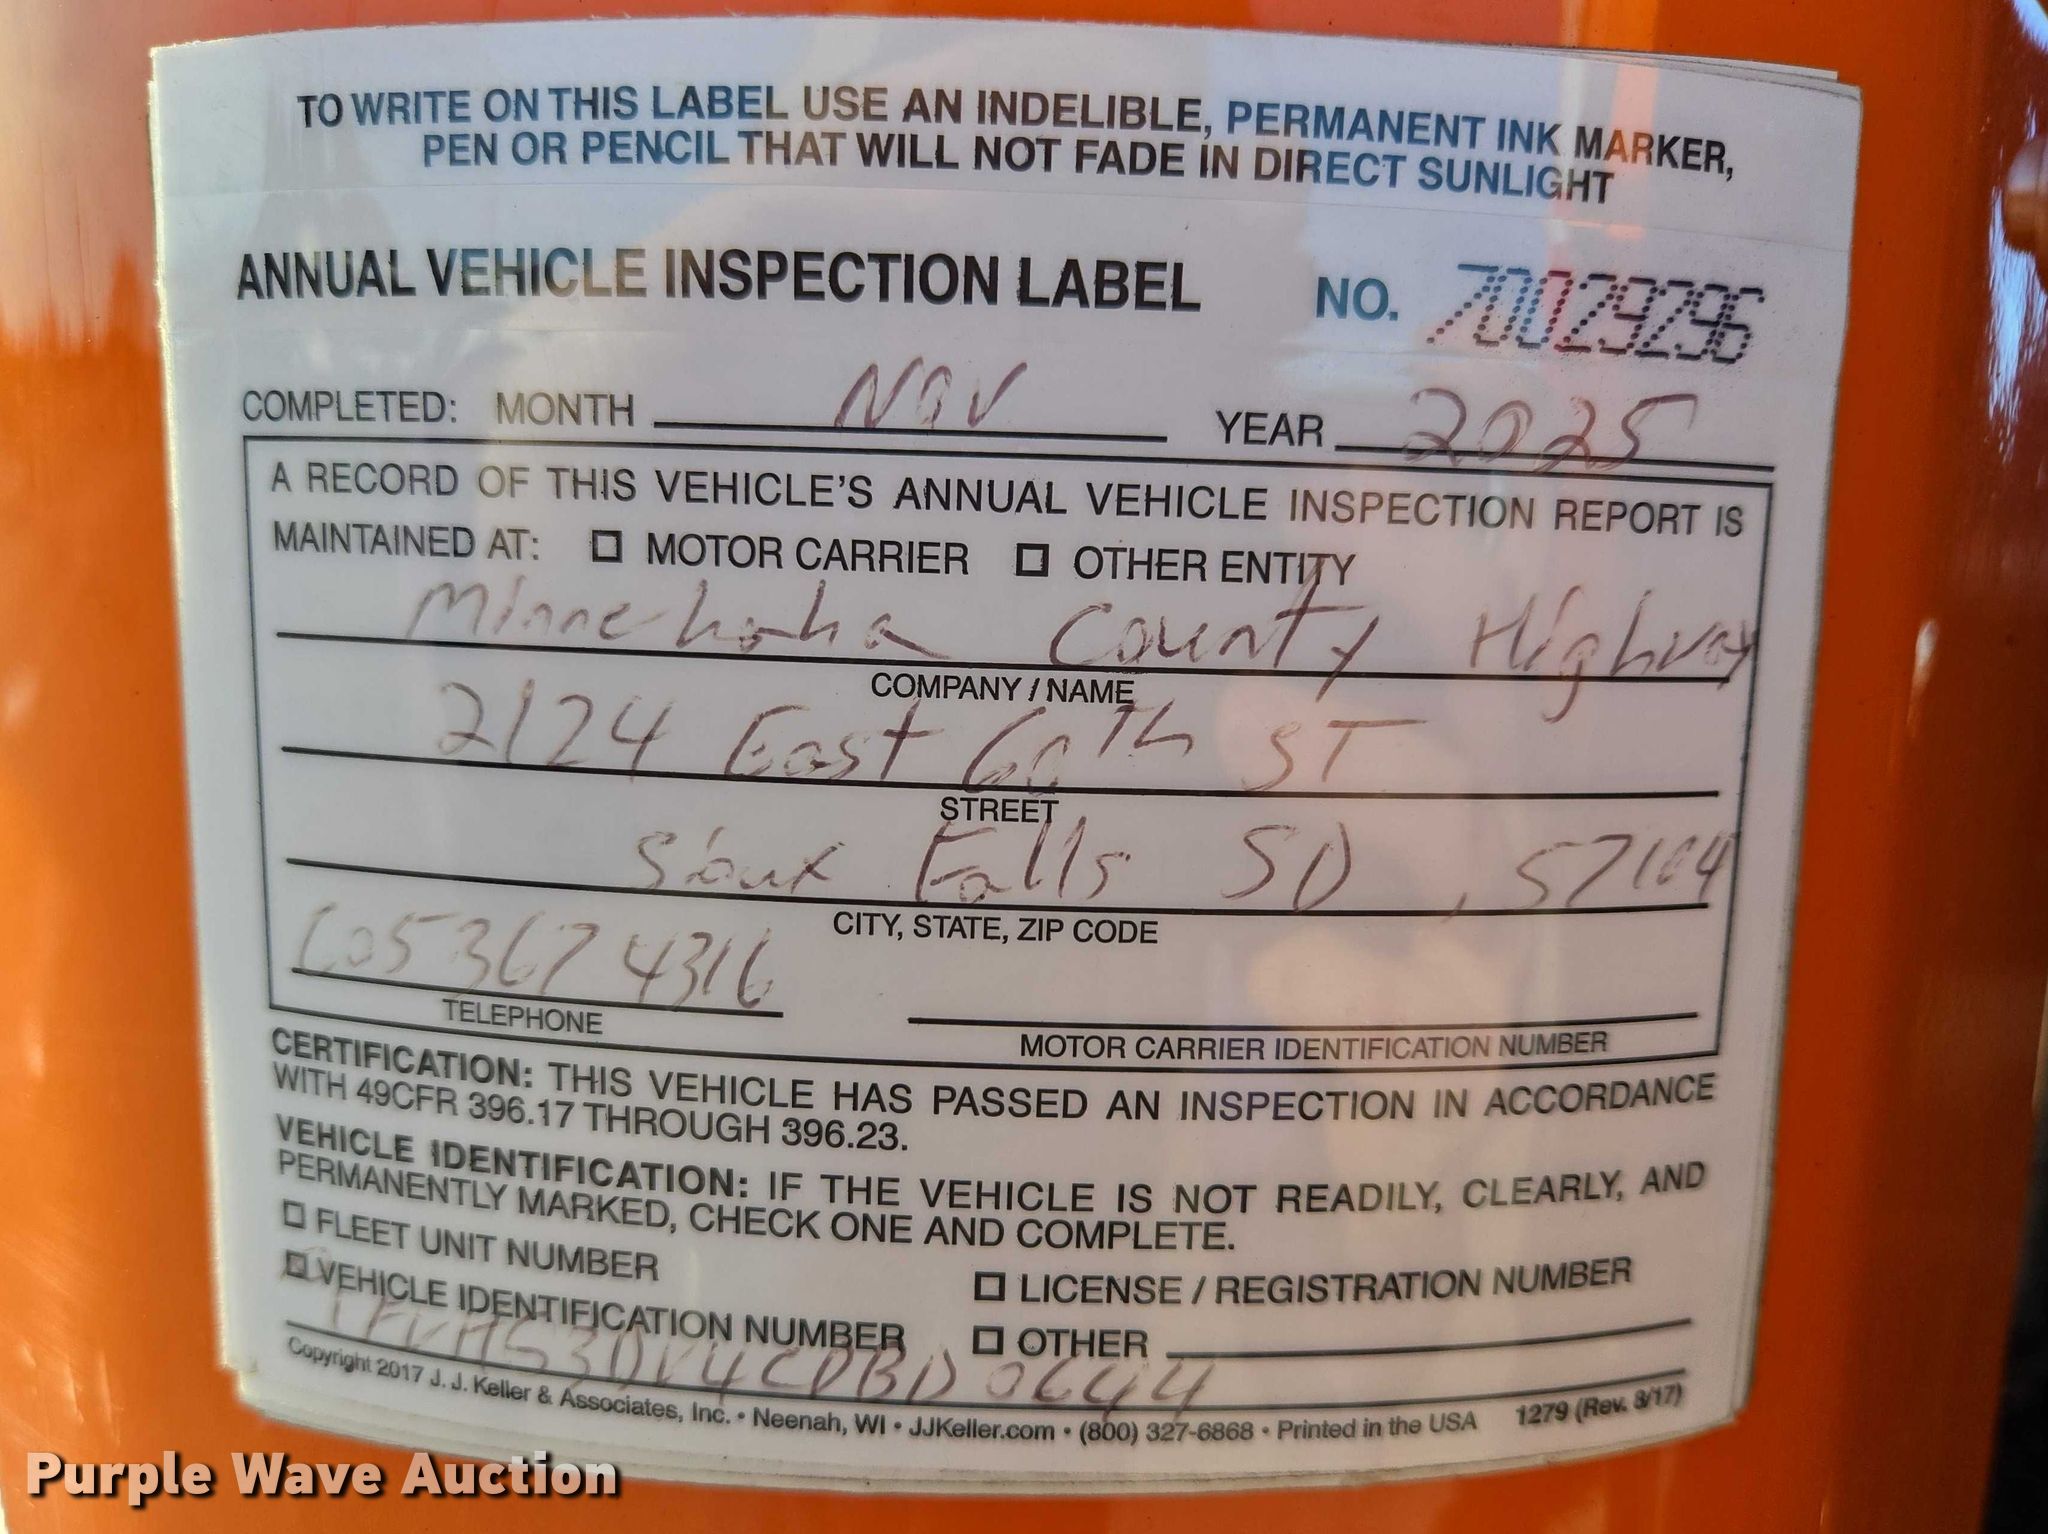 TO WRITE ON THIS LABEL USE AN INDELIBLE, PERMANENT INK MARKER,
PEN OR PENCIL THAT WILL NOT FADE IN DIRECT SUNLIGHT
ANNUAL VEHICLE INSPECTION LABEL NO. 70029296
COMPLETED: MONTH Nov YEAR 2025
A RECORD OF THIS VEHICLE'S ANNUAL VEHICLE INSPECTION REPORT IS
MAINTAINED AT: ☐ MOTOR CARRIER ☐ OTHER ENTITY
Minnehaha County Highway
COMPANY / NAME
2124 East 60Th ST
STREET
Sioux Falls SD, 57104
CITY, STATE, ZIP CODE
605 367 4316
TELEPHONE
MOTOR CARRIER IDENTIFICATION NUMBER
CERTIFICATION: THIS VEHICLE HAS PASSED AN INSPECTION IN ACCORDANCE
WITH 49CFR 396.17 THROUGH 396.23.
VEHICLE IDENTIFICATION: IF THE VEHICLE IS NOT READILY, CLEARLY, AND
PERMANENTLY MARKED, CHECK ONE AND COMPLETE.
☐ FLEET UNIT NUMBER
☐ LICENSE / REGISTRATION NUMBER
☒ VEHICLE IDENTIFICATION NUMBER
☐ OTHER
Copyright 2017 J. J. Keller & Associates, Inc. • Neenah, WI • JJKeller.com • (800) 327-6868 • Printed in the USA 1279 (Rev. 8/17)
Purple Wave Auction